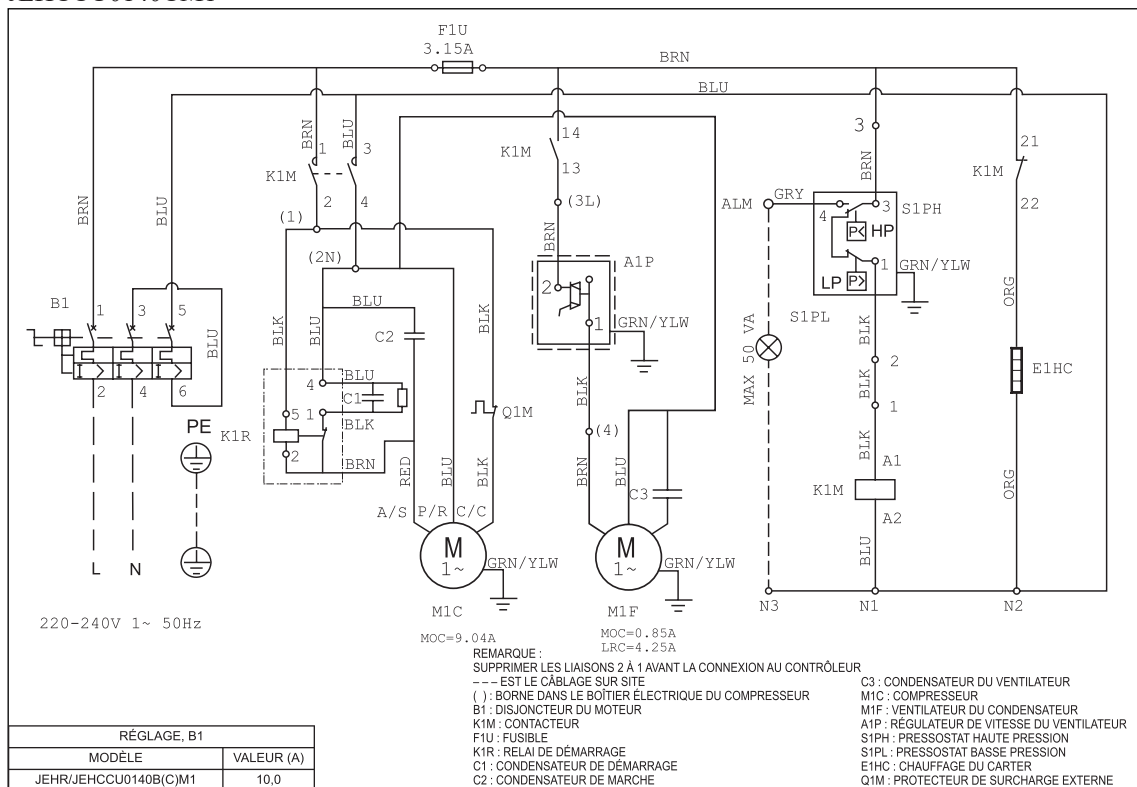 F1U
3.15A
BRN
BLU
BRN
BLU
1
3
K1M
2
4
(1)
(2N)
14
K1M
13
(3L)
BRN
A1P
2
1
GRN/YLW
3
BRN
ALM
GRY
4
3
S1PH
P<
HP
LP
P>
1
GRN/YLW
S1PL
21
K1M
22
ORG
E1HC
ORG
BRN
BLU
B1
1
3
5
BLU
2
4
6
PE
L
N
220-240V 1~ 50Hz
BLK
BLU
BLU
C2
BLK
4
BLU
C1
5
1
BLK
K1R
2
BRN
Q1M
RED
BLU
BLK
A/S
P/R
C/C
M
1~
GRN/YLW
M1C
MOC=9.04A
BLK
(4)
BRN
BLU
C3
M
1~
GRN/YLW
M1F
MOC=0.85A
LRC=4.25A
MAX 50 VA
BLK
2
BLK
1
BLK
A1
K1M
A2
BLU
N3
N1
N2
REMARQUE :
SUPPRIMER LES LIAISONS 2 À 1 AVANT LA CONNEXION AU CONTRÔLEUR
– – – EST LE CÂBLAGE SUR SITE
( ) : BORNE DANS LE BOÎTIER ÉLECTRIQUE DU COMPRESSEUR
B1 : DISJONCTEUR DU MOTEUR
K1M : CONTACTEUR
F1U : FUSIBLE
K1R : RELAI DE DÉMARRAGE
C1 : CONDENSATEUR DE DÉMARRAGE
C2 : CONDENSATEUR DE MARCHE
C3 : CONDENSATEUR DU VENTILATEUR
M1C : COMPRESSEUR
M1F : VENTILATEUR DU CONDENSATEUR
A1P : RÉGULATEUR DE VITESSE DU VENTILATEUR
S1PH : PRESSOSTAT HAUTE PRESSION
S1PL : PRESSOSTAT BASSE PRESSION
E1HC : CHAUFFAGE DU CARTER
Q1M : PROTECTEUR DE SURCHARGE EXTERNE
RÉGLAGE, B1
MODÈLE
VALEUR (A)
JEHR/JEHCCU0140B(C)M1
10,0